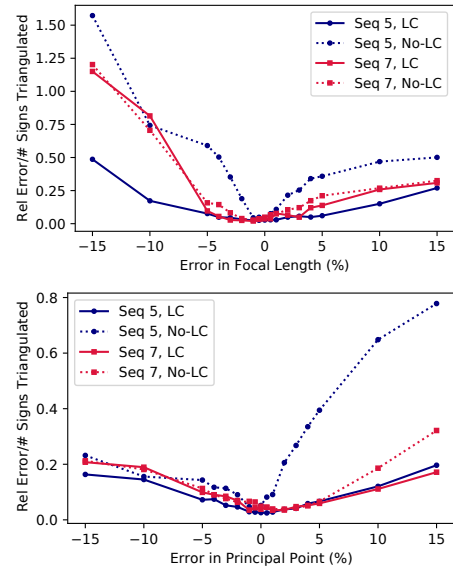 Rel Error/# Signs Triangulated
1.50
1.25
1.00
0.75
0.50
0.25
0.00
Seq 5, LC
Seq 5, No-LC
Seq 7, LC
Seq 7, No-LC
−15 −10 −5 0 5 10 15
Error in Focal Length (%)
Rel Error/# Signs Triangulated
0.8
0.6
0.4
0.2
0.0
Seq 5, LC
Seq 5, No-LC
Seq 7, LC
Seq 7, No-LC
−15 −10 −5 0 5 10 15
Error in Principal Point (%)